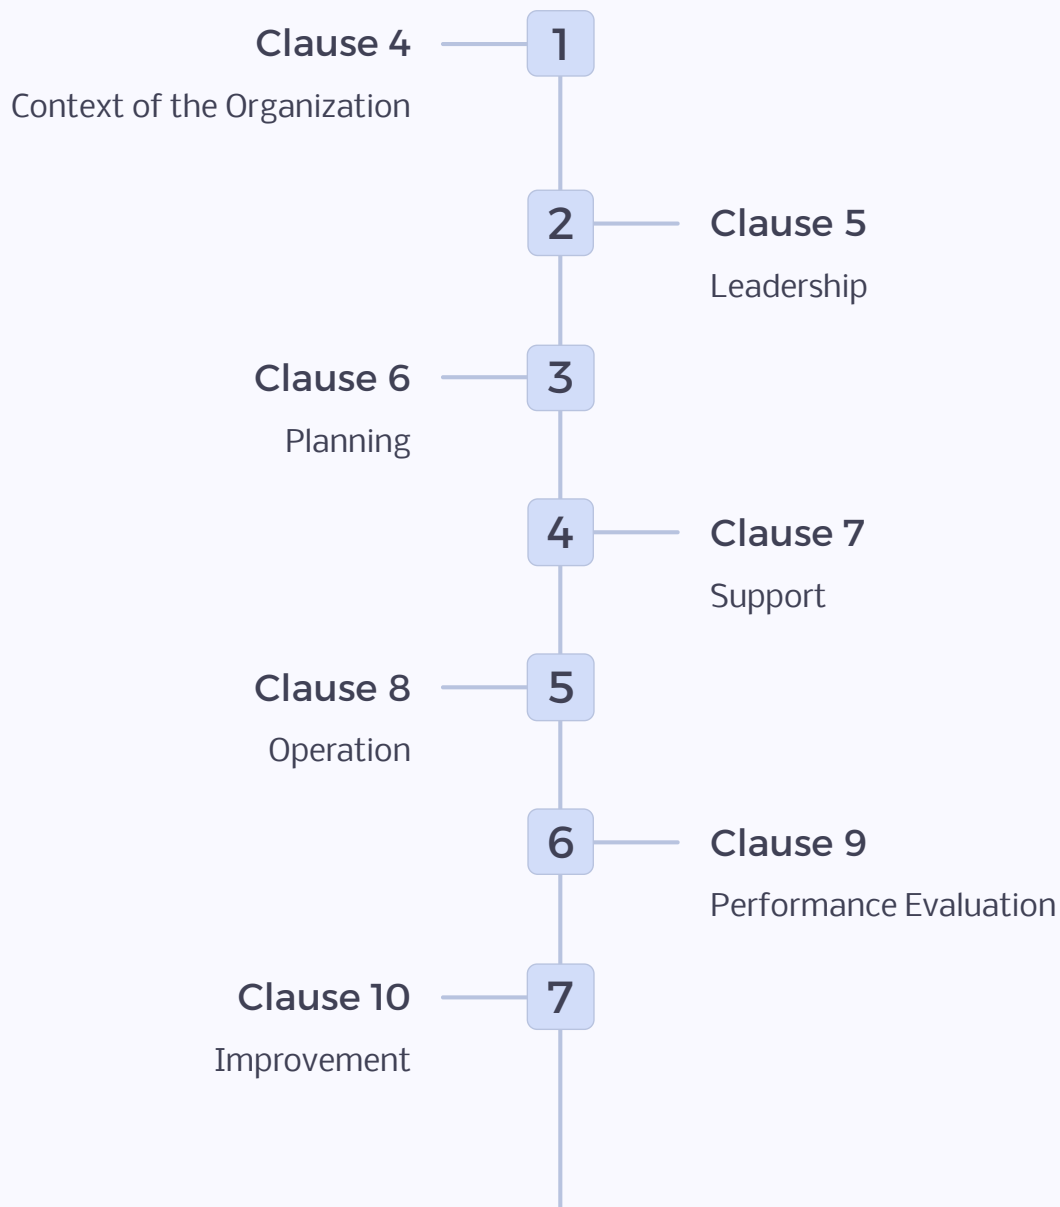 Clause 4
1
Context of the Organization
2
Clause 5
Leadership
Clause 6
3
Planning
4
Clause 7
Support
Clause 8
5
Operation
6
Clause 9
Performance Evaluation
Clause 10
7
Improvement